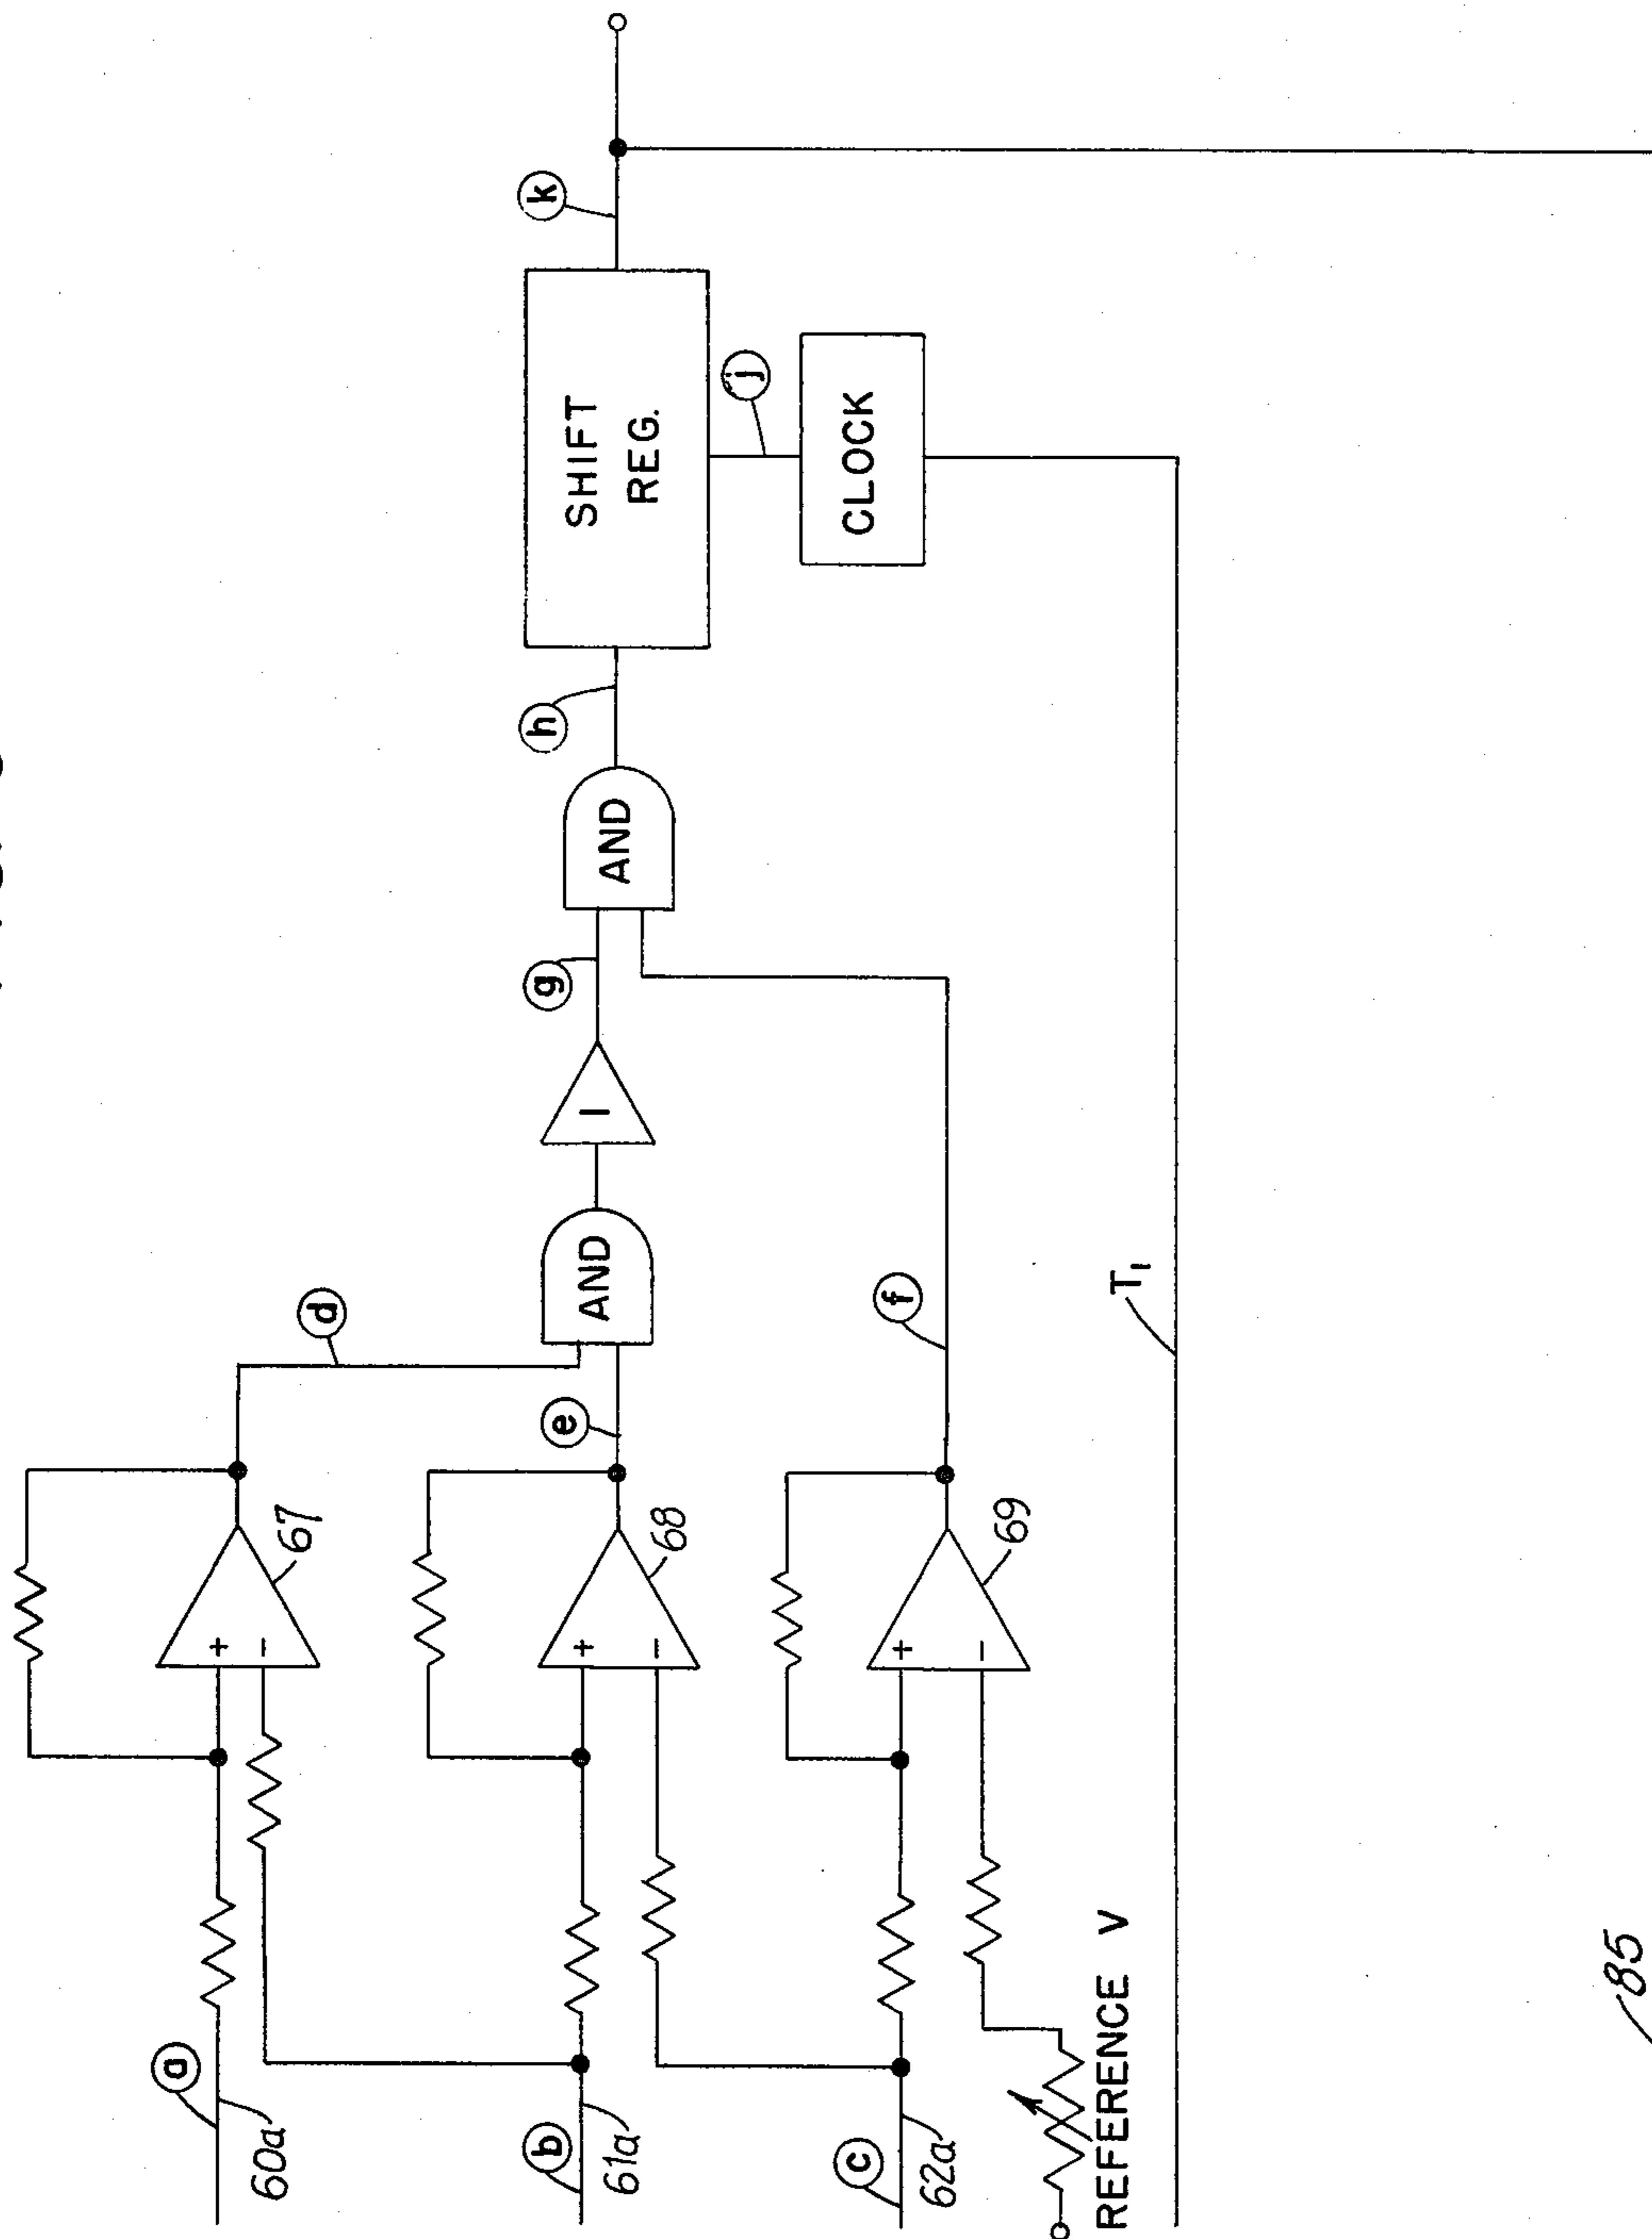 a
60a
b
61a
c
62a
REFERENCE V
+
−
67
+
−
68
+
−
69
d
e
f
T₁
AND
I
g
AND
h
SHIFT
REG.
j
CLOCK
k
85